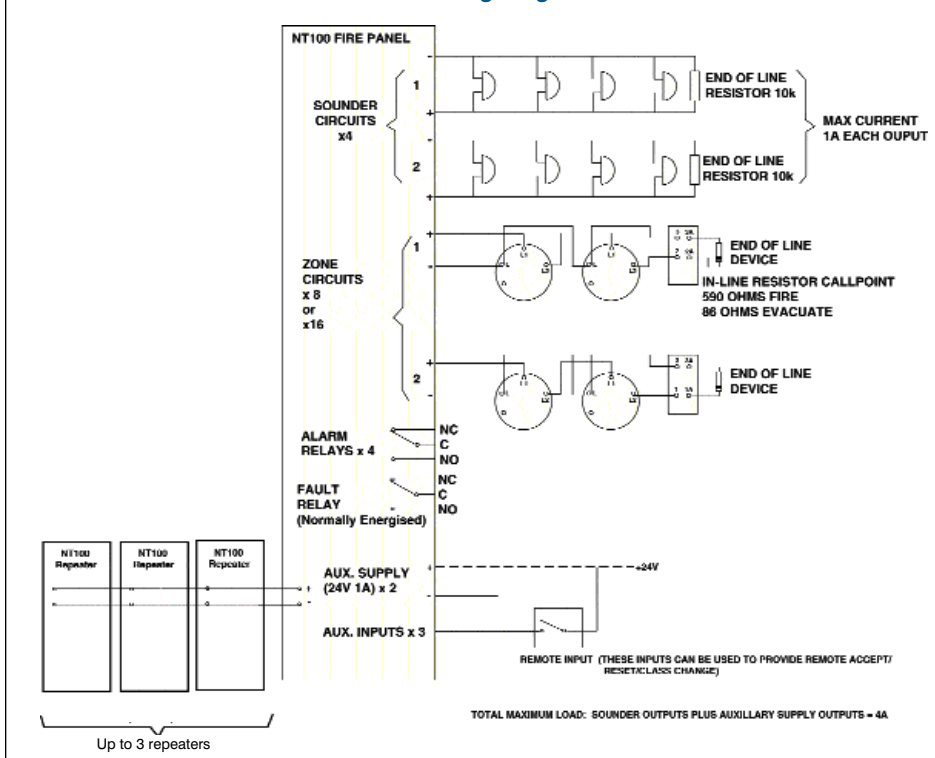 NT100 FIRE PANEL
SOUNDER
CIRCUITS
x4
1
2
-
+
-
+
END OF LINE
RESISTOR 10k
END OF LINE
RESISTOR 10k
MAX CURRENT
1A EACH OUPUT
ZONE
CIRCUITS
x 8
or
x16
1
2
+
-
+
-
END OF LINE
DEVICE
IN-LINE RESISTOR CALLPOINT
590 OHMS FIRE
86 OHMS EVACUATE
END OF LINE
DEVICE
ALARM
RELAYS x 4
NC
C
NO
FAULT
RELAY
(Normally Energised)
NC
C
NO
NT100
Repeater
NT100
Repeater
NT100
Repeater
+
-
AUX. SUPPLY
(24V 1A) x 2
+
-
+24V
AUX. INPUTS x 3
REMOTE INPUT (THESE INPUTS CAN BE USED TO PROVIDE REMOTE ACCEPT/
RESET/CLASS CHANGE)
TOTAL MAXIMUM LOAD: SOUNDER OUTPUTS PLUS AUXILLARY SUPPLY OUTPUTS = 4A
Up to 3 repeaters